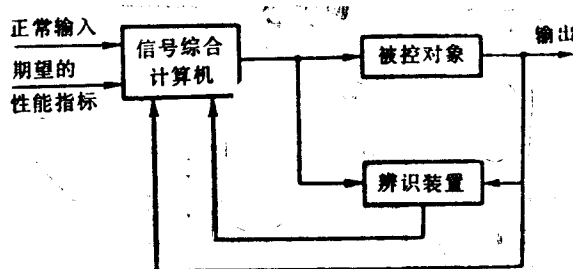 正常输入
期望的
性能指标
信号综合
计算机
被控对象
输出
辨识装置